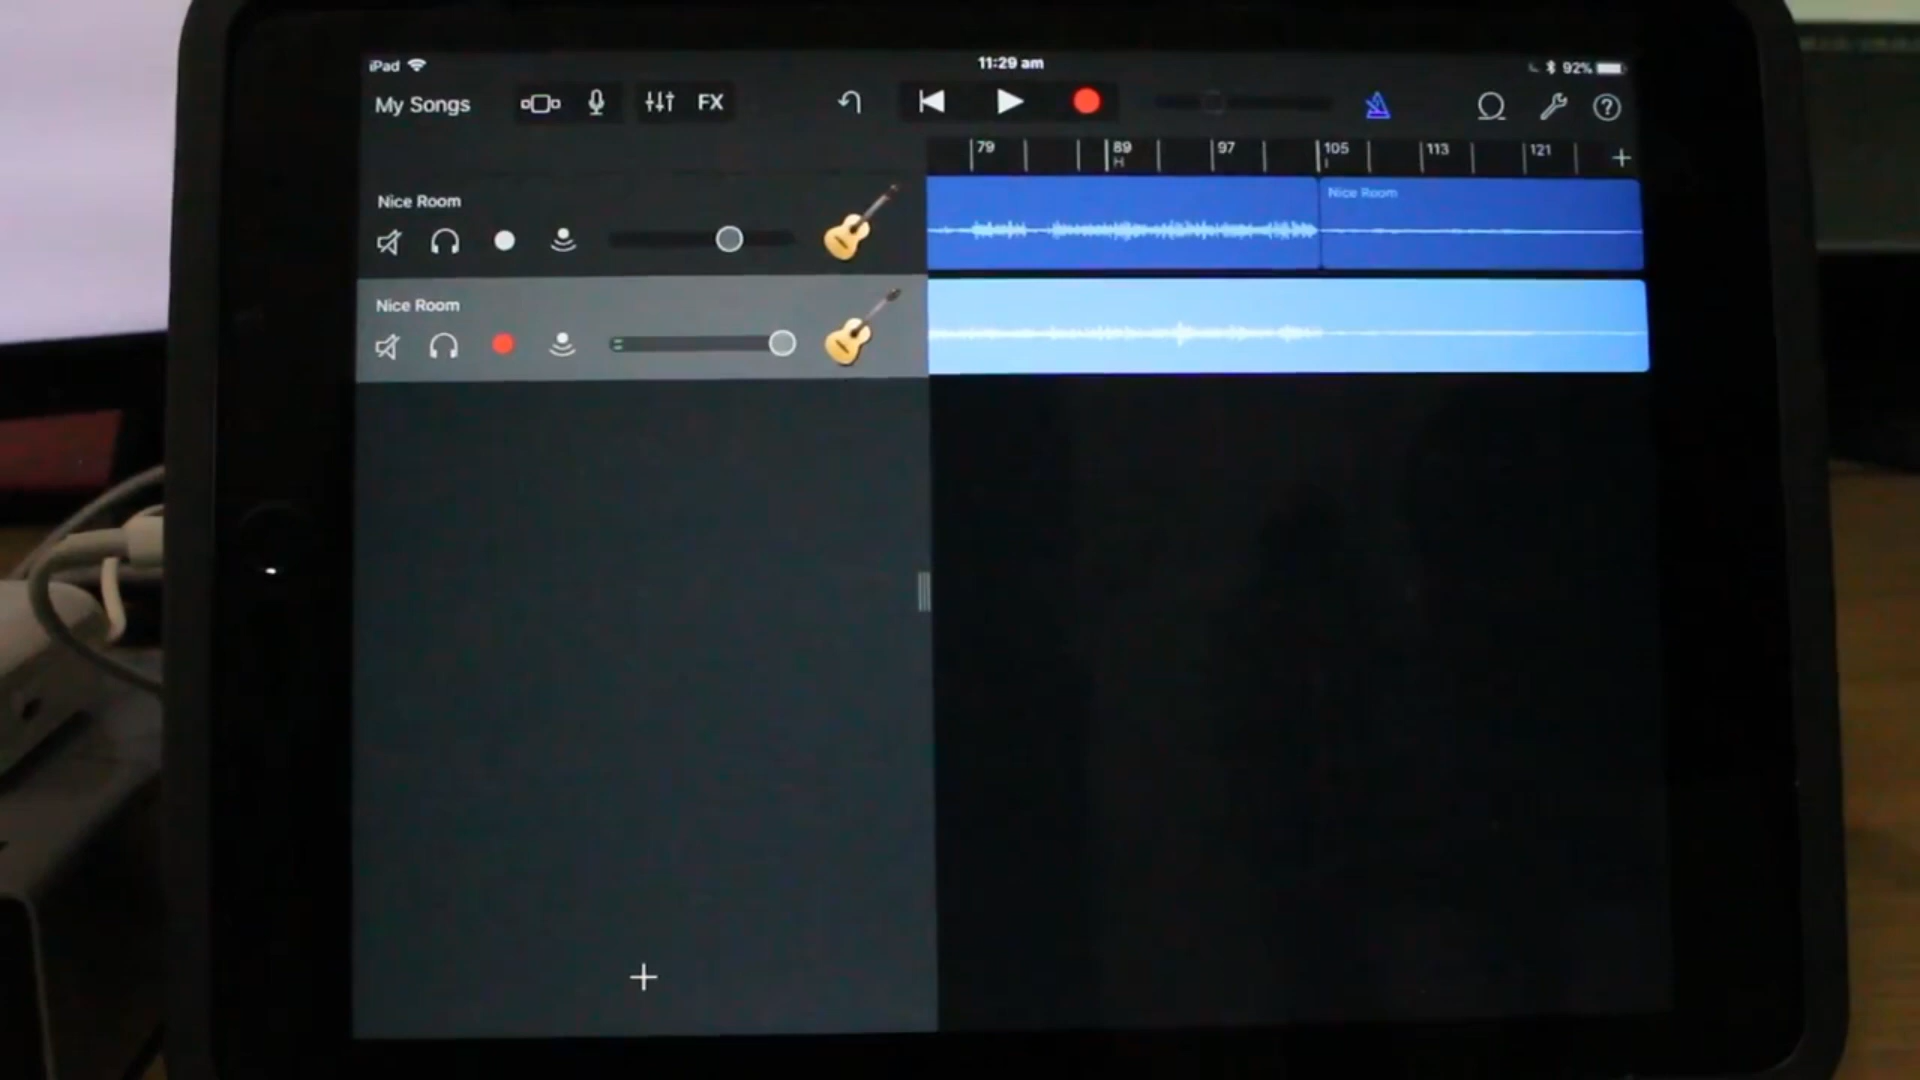 iPad 11:29 am 92%
My Songs FX
79 89 97 105 113 121
H I
Nice Room
Nice Room
Nice Room